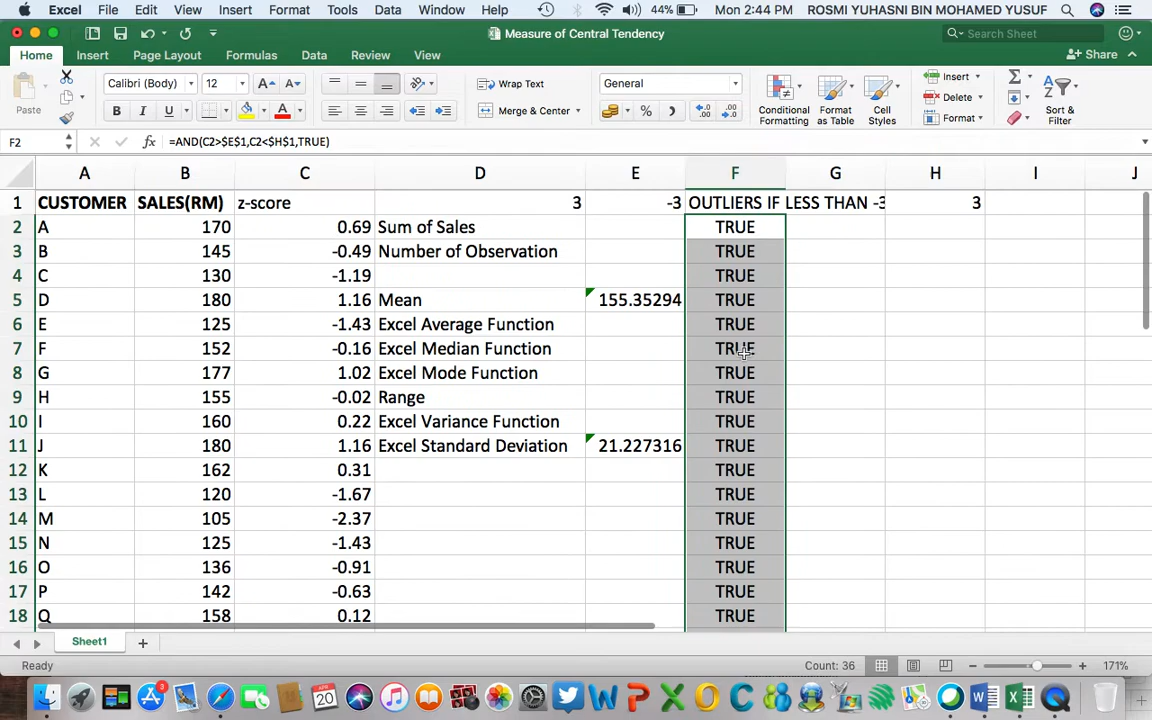 Excel File Edit View Insert Format Tools Data Window Help 44% Mon 2:44 PM ROSMI YUHASNI BIN MOHAMED YUSUF
Measure of Central Tendency Search Sheet
Home Insert Page Layout Formulas Data Review View Share
Paste Calibri (Body) 12 A A Wrap Text General Conditional Formatting Format as Table Cell Styles Insert Sort & Filter
Delete
B I U A Merge & Center % Format
F2 fx =AND(C2>$E$1,C2<$H$1,TRUE)
A B C D E F G H I J
1 CUSTOMER SALES(RM) z-score 3 -3 OUTLIERS IF LESS THAN -3 3
2 A 170 0.69 Sum of Sales TRUE
3 B 145 -0.49 Number of Observation TRUE
4 C 130 -1.19 TRUE
5 D 180 1.16 Mean 155.35294 TRUE
6 E 125 -1.43 Excel Average Function TRUE
7 F 152 -0.16 Excel Median Function TRUE
8 G 177 1.02 Excel Mode Function TRUE
9 H 155 -0.02 Range TRUE
10 I 160 0.22 Excel Variance Function TRUE
11 J 180 1.16 Excel Standard Deviation 21.227316 TRUE
12 K 162 0.31 TRUE
13 L 120 -1.67 TRUE
14 M 105 -2.37 TRUE
15 N 125 -1.43 TRUE
16 O 136 -0.91 TRUE
17 P 142 -0.63 TRUE
18 Q 158 0.12 TRUE
Sheet1
Ready Count: 36 171%